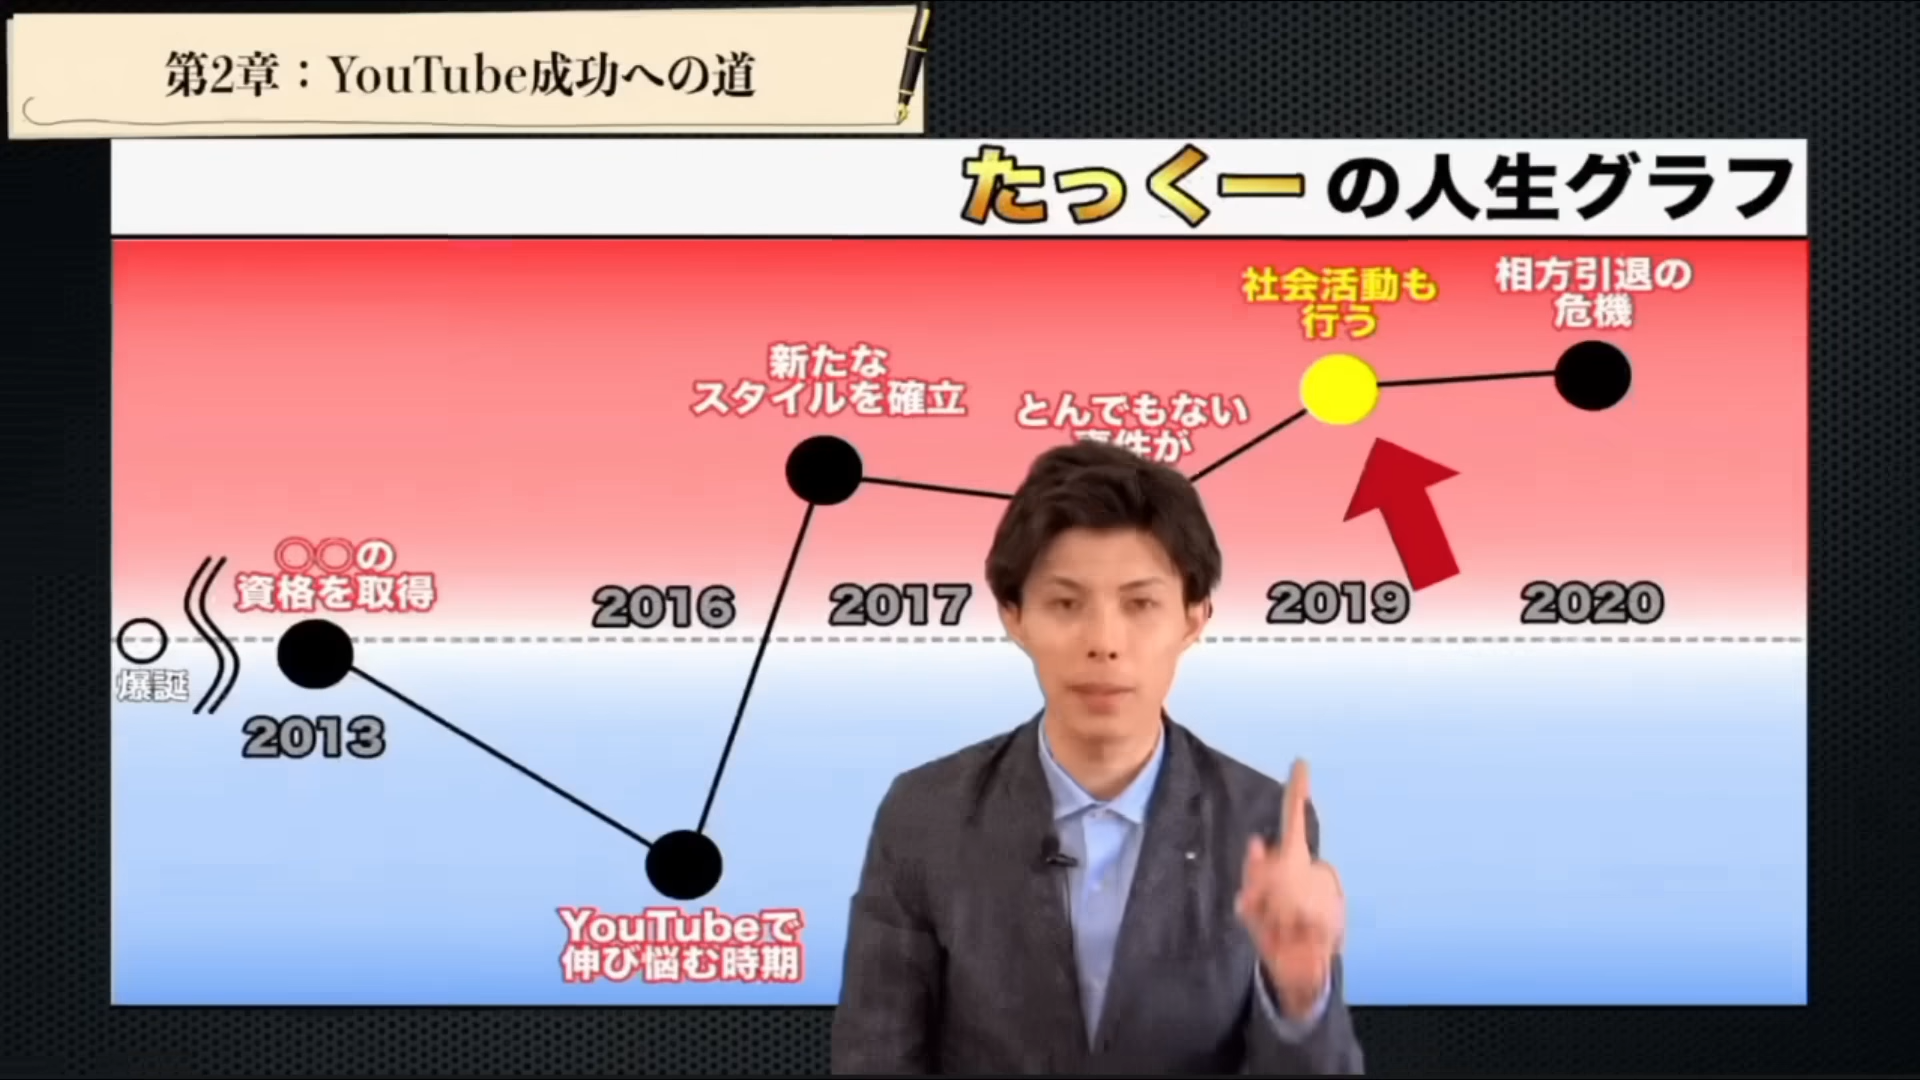 第2章：YouTube成功への道
たっくーの人生グラフ
社会活動も
行う
相方引退の
危機
新たな
スタイルを確立
とんでもない
事件が
○○の
資格を取得
2016
2017
2019
2020
爆誕
2013
YouTubeで
伸び悩む時期